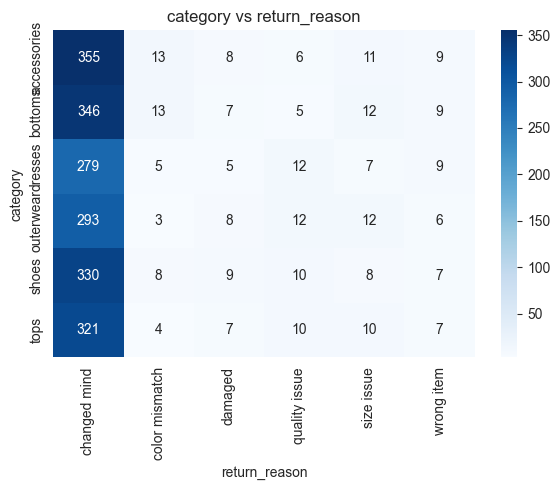 category vs return_reason
category
accessories 355 13 8 6 11 9
bottoms 346 13 7 5 12 9
dresses 279 5 5 12 7 9
outerwear 293 3 8 12 12 6
shoes 330 8 9 10 8 7
tops 321 4 7 10 10 7
changed mind color mismatch damaged quality issue size issue wrong item
return_reason
350
300
250
200
150
100
50